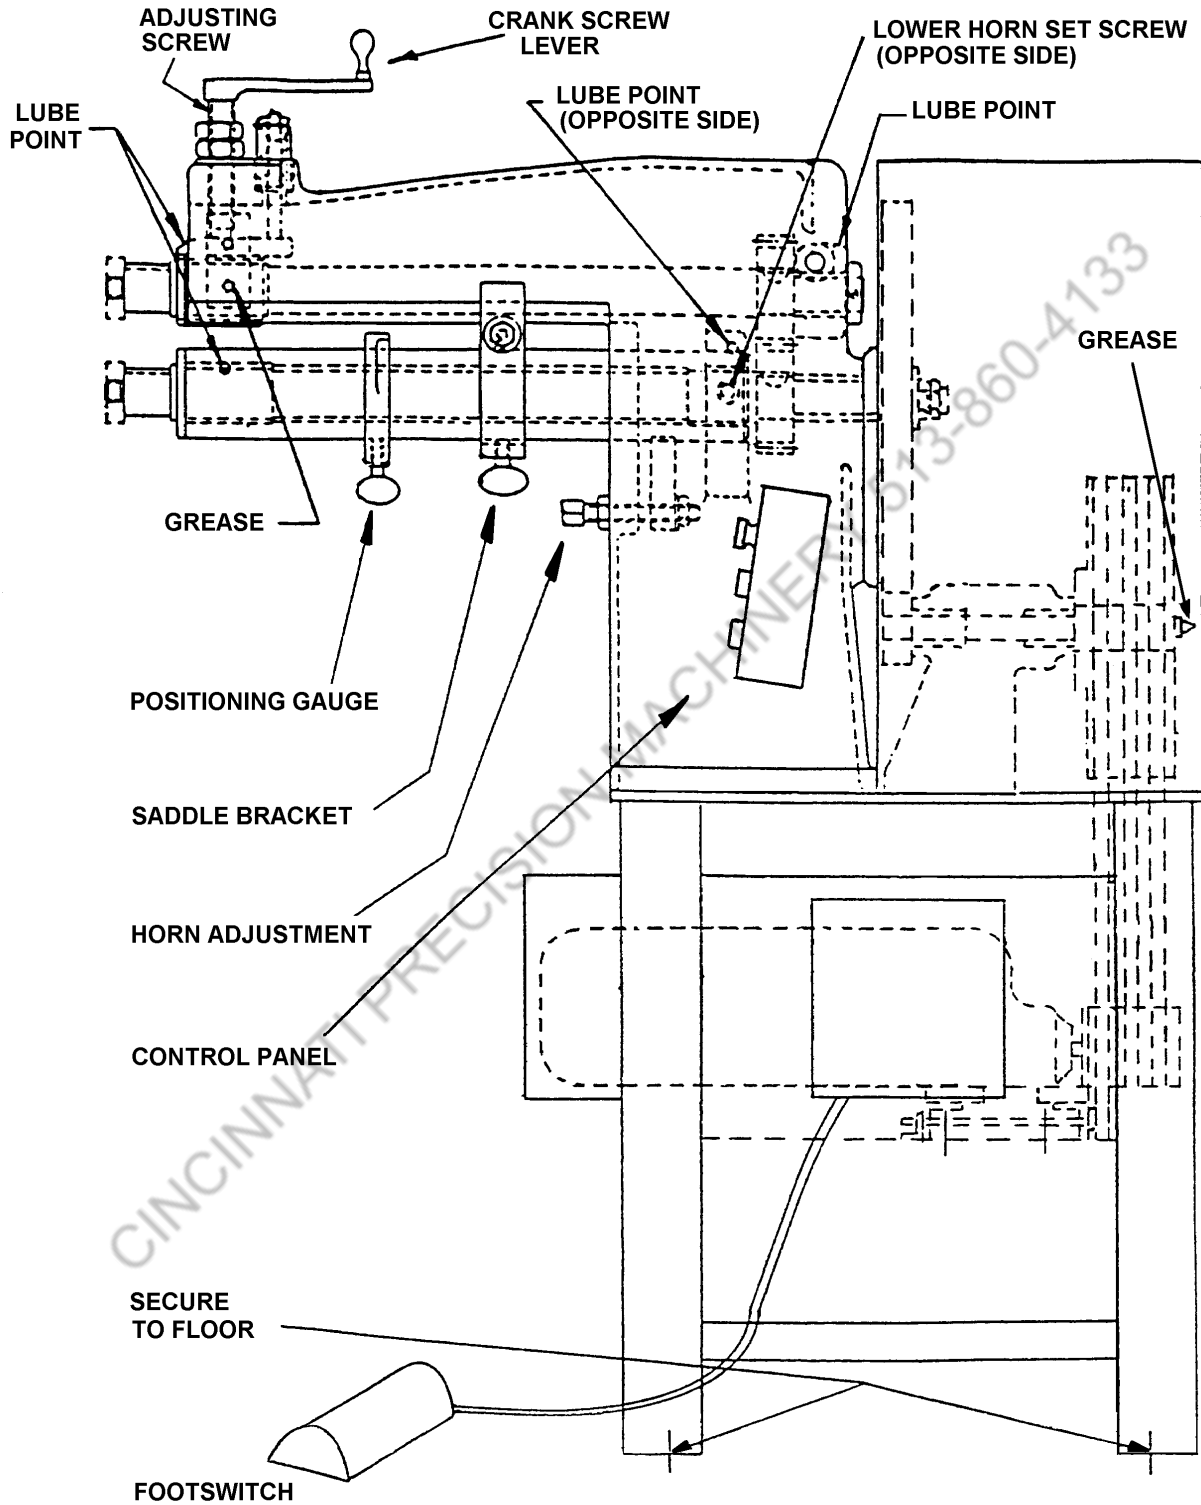 ADJUSTING
SCREW
CRANK SCREW
LEVER
LOWER HORN SET SCREW
(OPPOSITE SIDE)
LUBE
POINT
LUBE POINT
(OPPOSITE SIDE)
LUBE POINT
GREASE
GREASE
POSITIONING GAUGE
SADDLE BRACKET
HORN ADJUSTMENT
CONTROL PANEL
CINCINNATI PRECISION MACHINERY 513-860-4133
SECURE
TO FLOOR
FOOTSWITCH